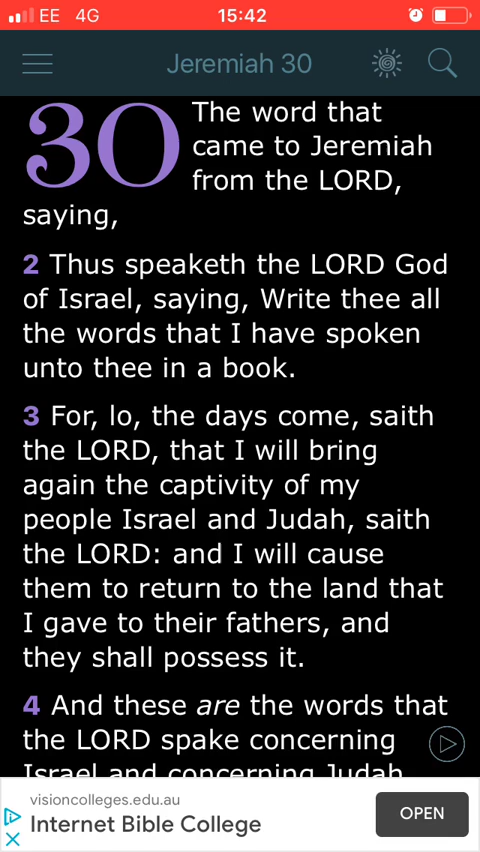 EE 4G 15:42
Jeremiah 30
30 The word that
came to Jeremiah
from the LORD,
saying,
2 Thus speaketh the LORD God
of Israel, saying, Write thee all
the words that I have spoken
unto thee in a book.
3 For, lo, the days come, saith
the LORD, that I will bring
again the captivity of my
people Israel and Judah, saith
the LORD: and I will cause
them to return to the land that
I gave to their fathers, and
they shall possess it.
4 And these are the words that
the LORD spake concerning
Israel and concerning Judah.
visioncolleges.edu.au
Internet Bible College
OPEN